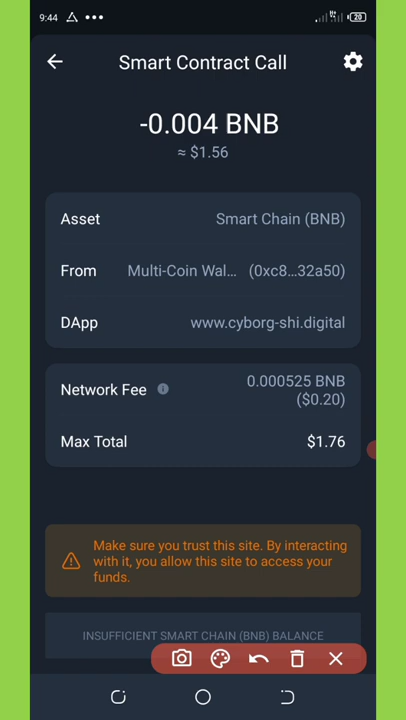 9:44
20
Smart Contract Call
-0.004 BNB
≈ $1.56
Asset Smart Chain (BNB)
From Multi-Coin Wal... (0xc8...32a50)
DApp www.cyborg-shi.digital
Network Fee 0.000525 BNB
($0.20)
Max Total $1.76
Make sure you trust this site. By interacting
with it, you allow this site to access your
funds.
INSUFFICIENT SMART CHAIN (BNB) BALANCE